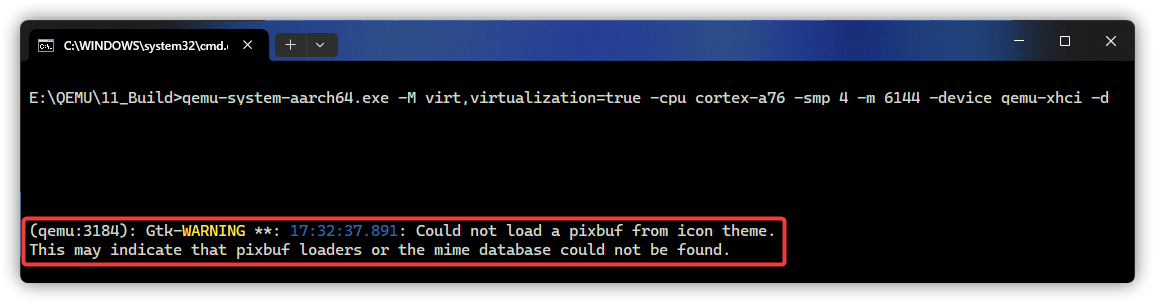 C:\WINDOWS\system32\cmd.
E:\QEMU\11_Build>qemu-system-aarch64.exe -M virt,virtualization=true -cpu cortex-a76 -smp 4 -m 6144 -device qemu-xhci -d
(qemu:3184): Gtk-WARNING **: 17:32:37.891: Could not load a pixbuf from icon theme.
This may indicate that pixbuf loaders or the mime database could not be found.